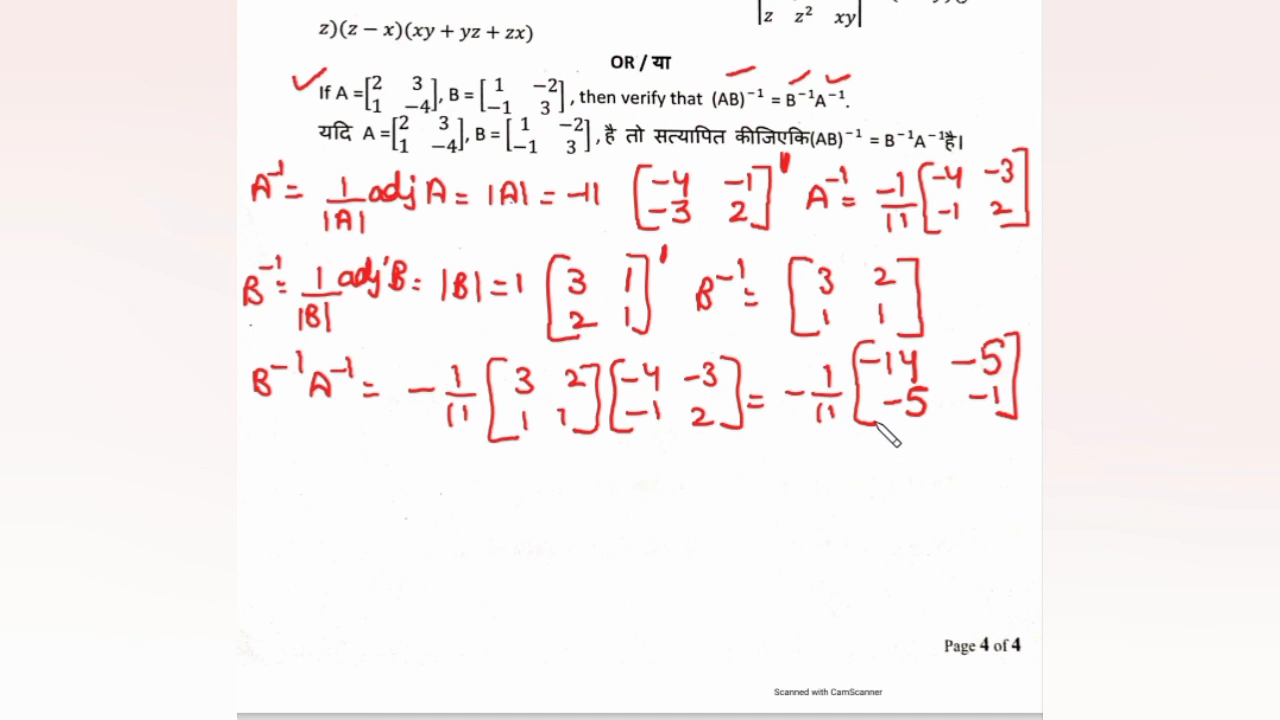 z z² xy
z)(z − x)(xy + yz + zx)
OR / या
If A =[2 3 1 −4], B = [1 −2 −1 3], then verify that (AB)⁻¹ = B⁻¹A⁻¹.
यदि A =[2 3 1 −4], B = [1 −2 −1 3], है तो सत्यापित कीजिएकि(AB)⁻¹ = B⁻¹A⁻¹है।
A⁻¹ = 1/|A| adj A = |A| = -11 [-4 -1 -3 2]' A⁻¹ = -1/11 [-4 -3 -1 2]
B⁻¹ = 1/|B| adj'B = |B| = 1 [3 1 2 1]' B⁻¹ = [3 2 1 1]
B⁻¹A⁻¹ = -1/11 [3 2 1 1] [-4 -3 -1 2] = -1/11 [-14 -5 -5 -1]
Page 4 of 4
Scanned with CamScanner